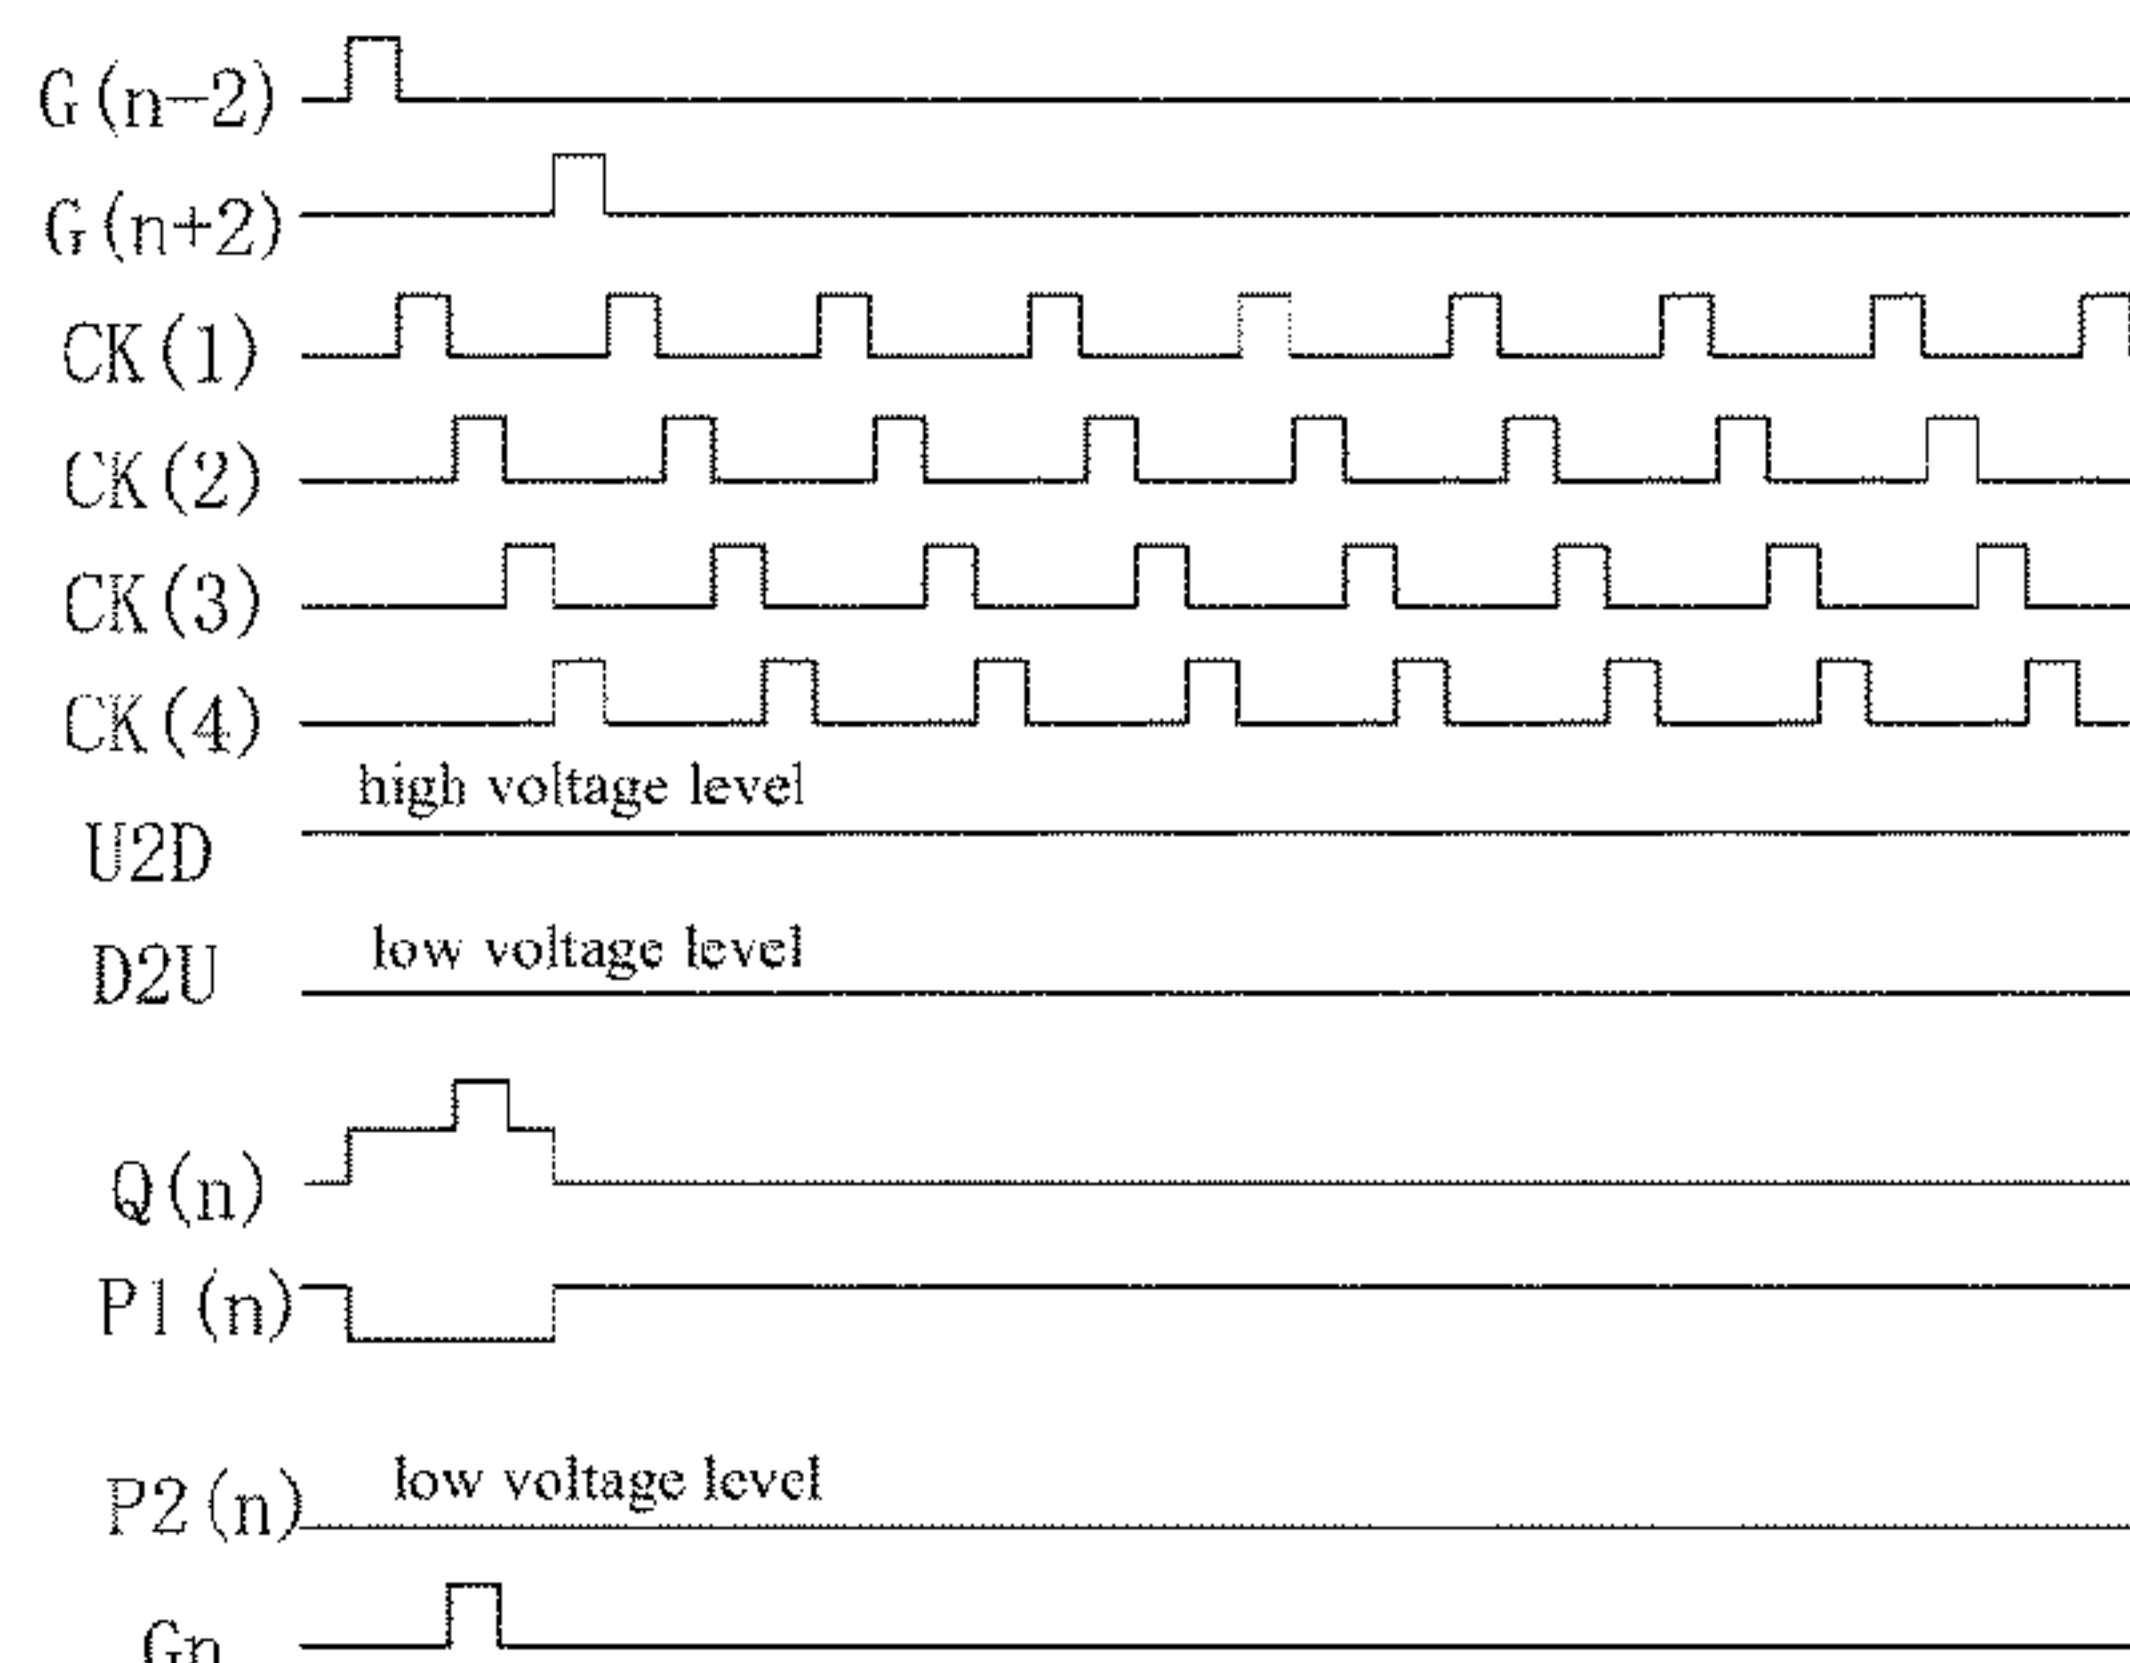 G(n-2)
G(n+2)
CK(1)
CK(2)
CK(3)
CK(4)
high voltage level
U2D
low voltage level
D2U
Q(n)
P1(n)
low voltage level
P2(n)
Gn